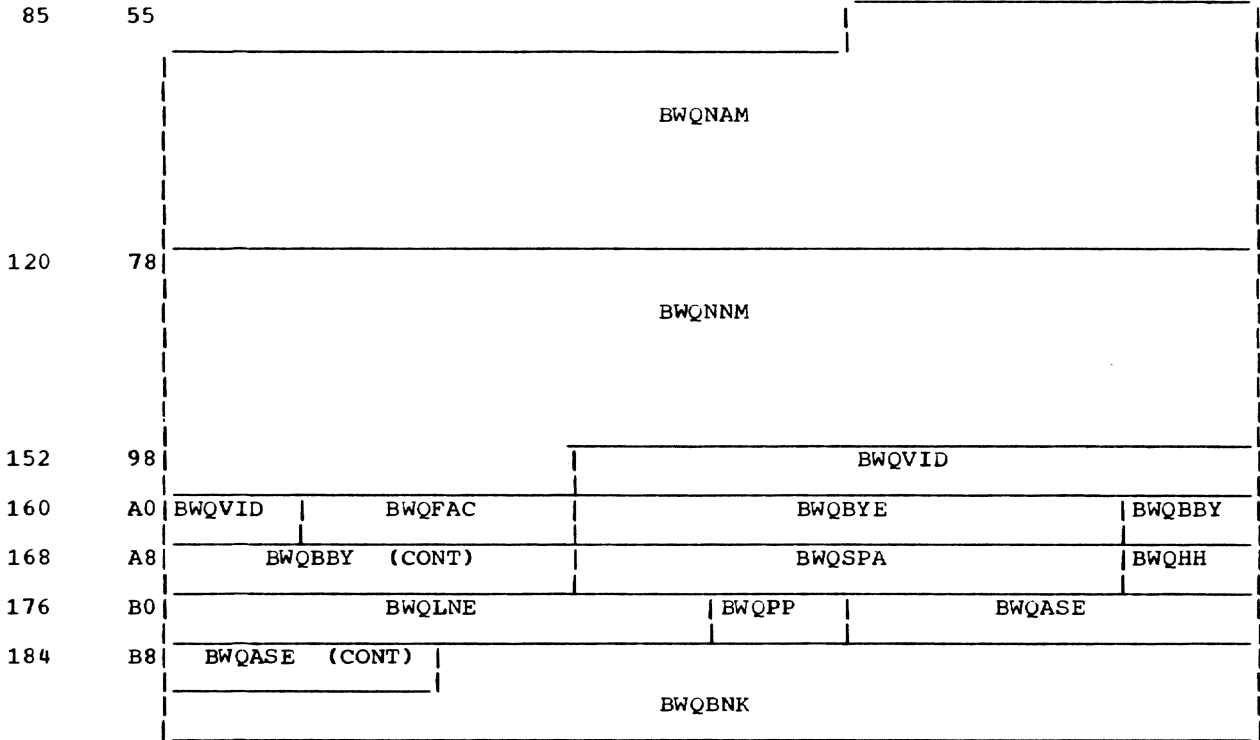 85 55
BWQNAM
120 78
BWQNNM
152 98 BWQVID
160 A0 BWQVID BWQFAC BWQBYE BWQBBY
168 A8 BWQBBY (CONT) BWQSPA BWQHH
176 B0 BWQLNE BWQPP BWQASE
184 B8 BWQASE (CONT)
BWQBNK